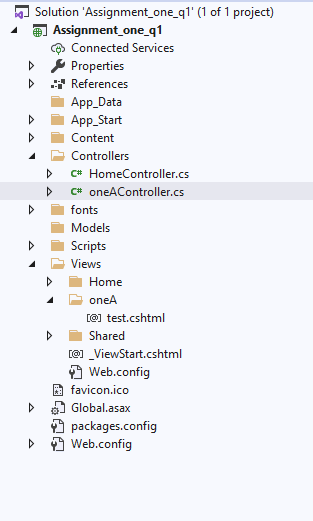 Solution 'Assignment_one_q1' (1 of 1 project)
Assignment_one_q1
Connected Services
Properties
References
App_Data
App_Start
Content
Controllers
C# HomeController.cs
C# oneAController.cs
fonts
Models
Scripts
Views
Home
oneA
[@] test.cshtml
Shared
[@] _ViewStart.cshtml
Web.config
favicon.ico
Global.asax
packages.config
Web.config